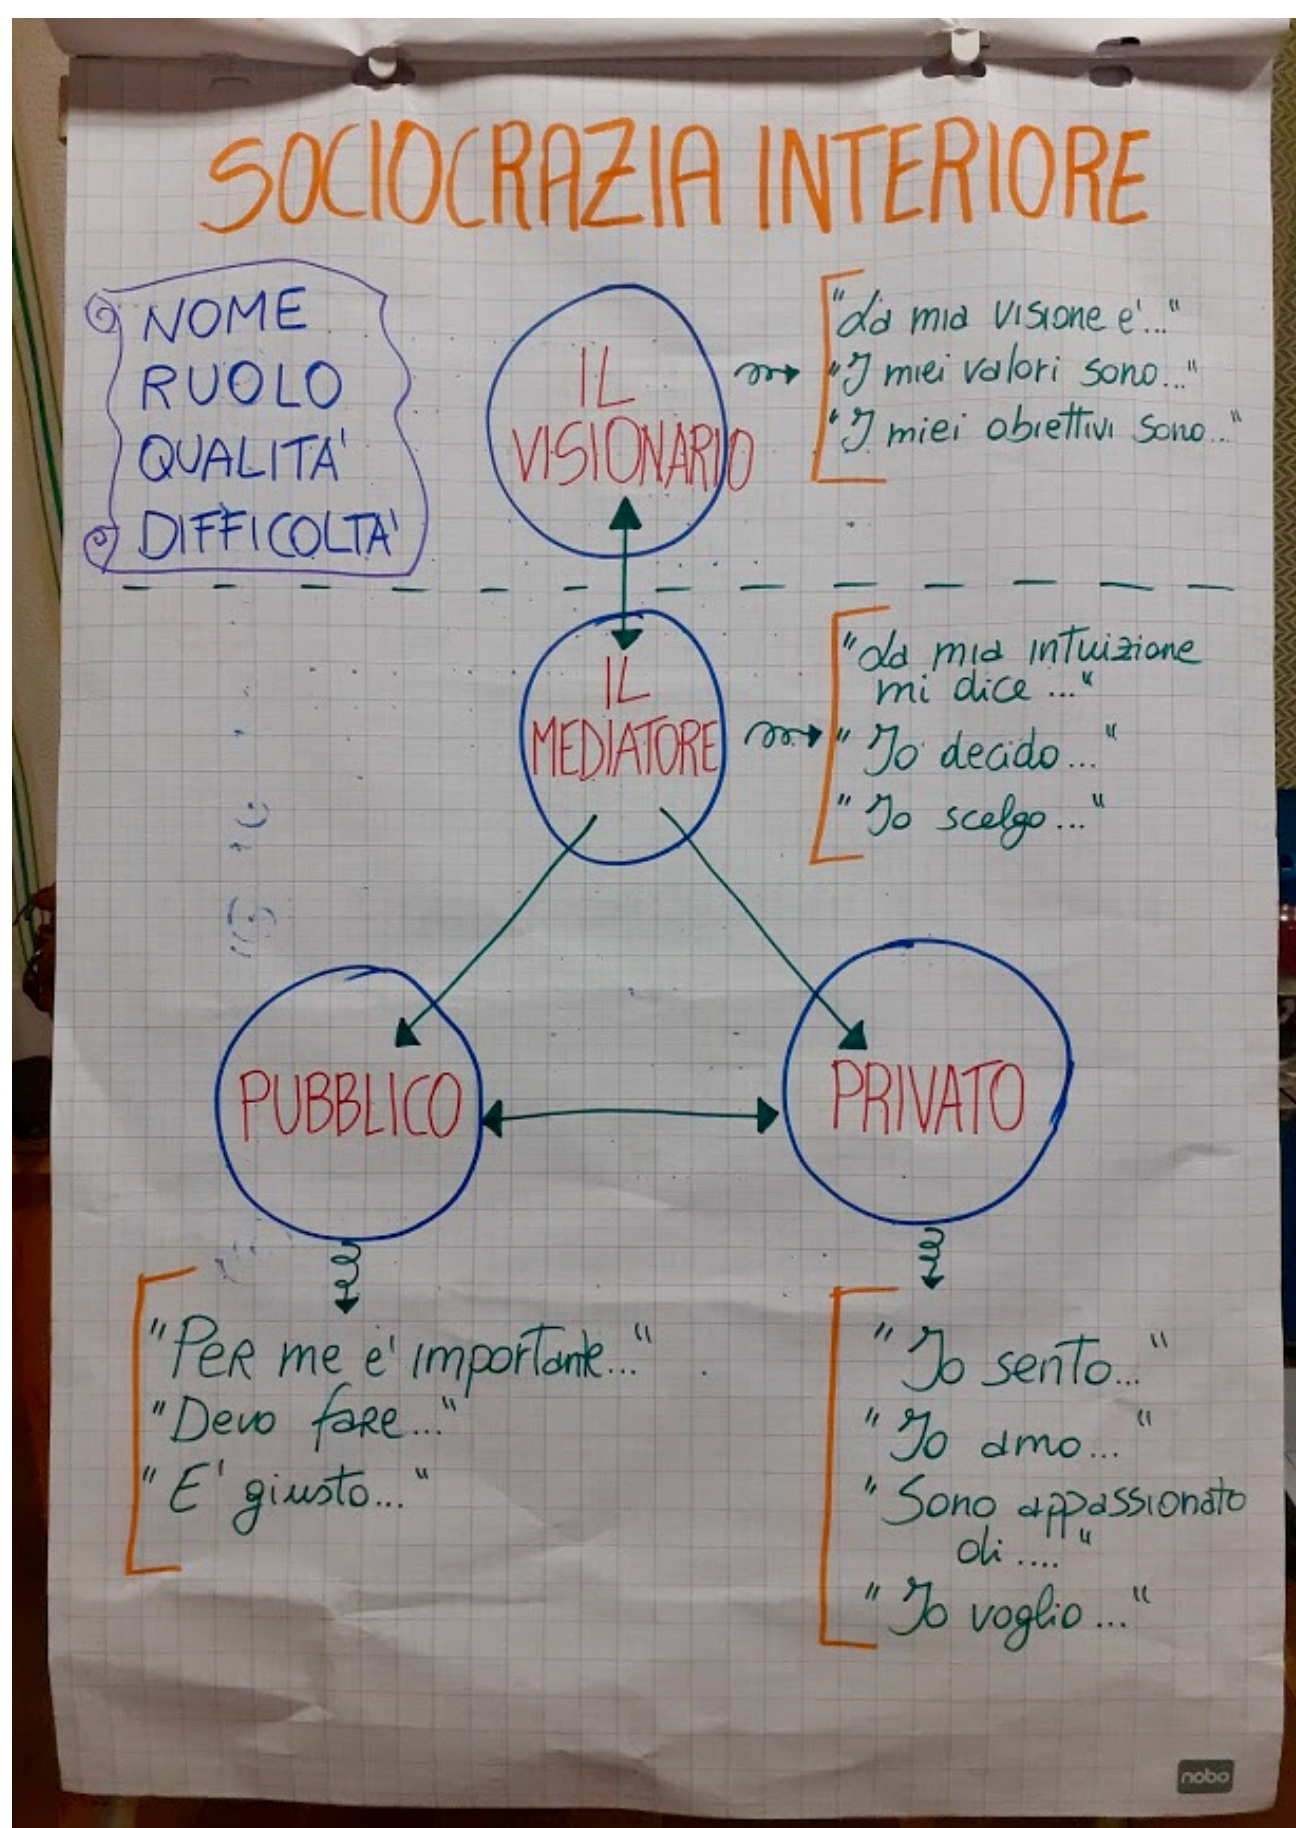 SOCIOCRAZIA INTERIORE
NOME
RUOLO
QUALITA'
DIFFICOLTA'
IL
VISIONARIO
"La mia visione e'..."
"I miei valori sono..."
"I miei obiettivi sono..."
IL
MEDIATORE
"La mia intuizione
mi dice ..."
"Io decido..."
"Io scelgo..."
PUBBLICO
PRIVATO
"PER me e' importante..."
"Devo fare..."
"E' giusto..."
"Io sento..."
"Io amo..."
"Sono appassionato
di ...."
"Io voglio..."
nobo